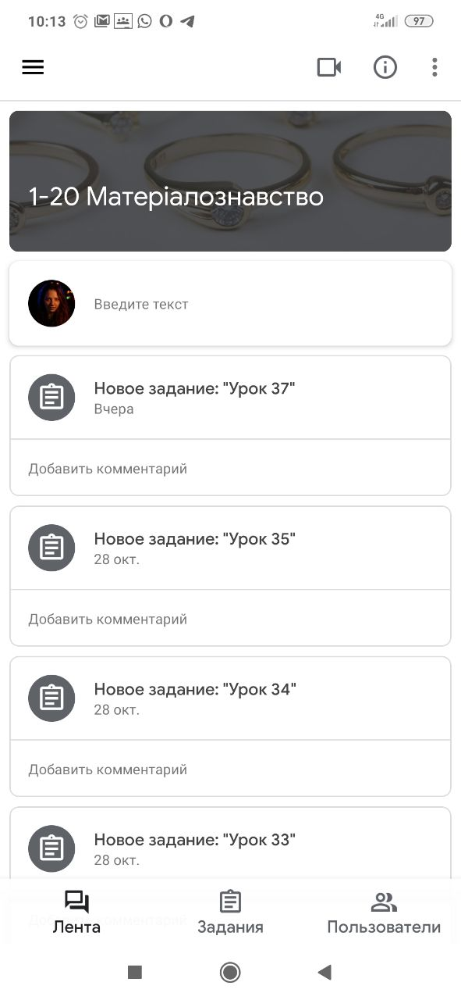 10:13
4G
97
1-20 Матеріалознавство
Введите текст
Новое задание: "Урок 37"
Вчера
Добавить комментарий
Новое задание: "Урок 35"
28 окт.
Добавить комментарий
Новое задание: "Урок 34"
28 окт.
Добавить комментарий
Новое задание: "Урок 33"
28 окт.
Добавить комментарий
Лента
Задания
Пользователи